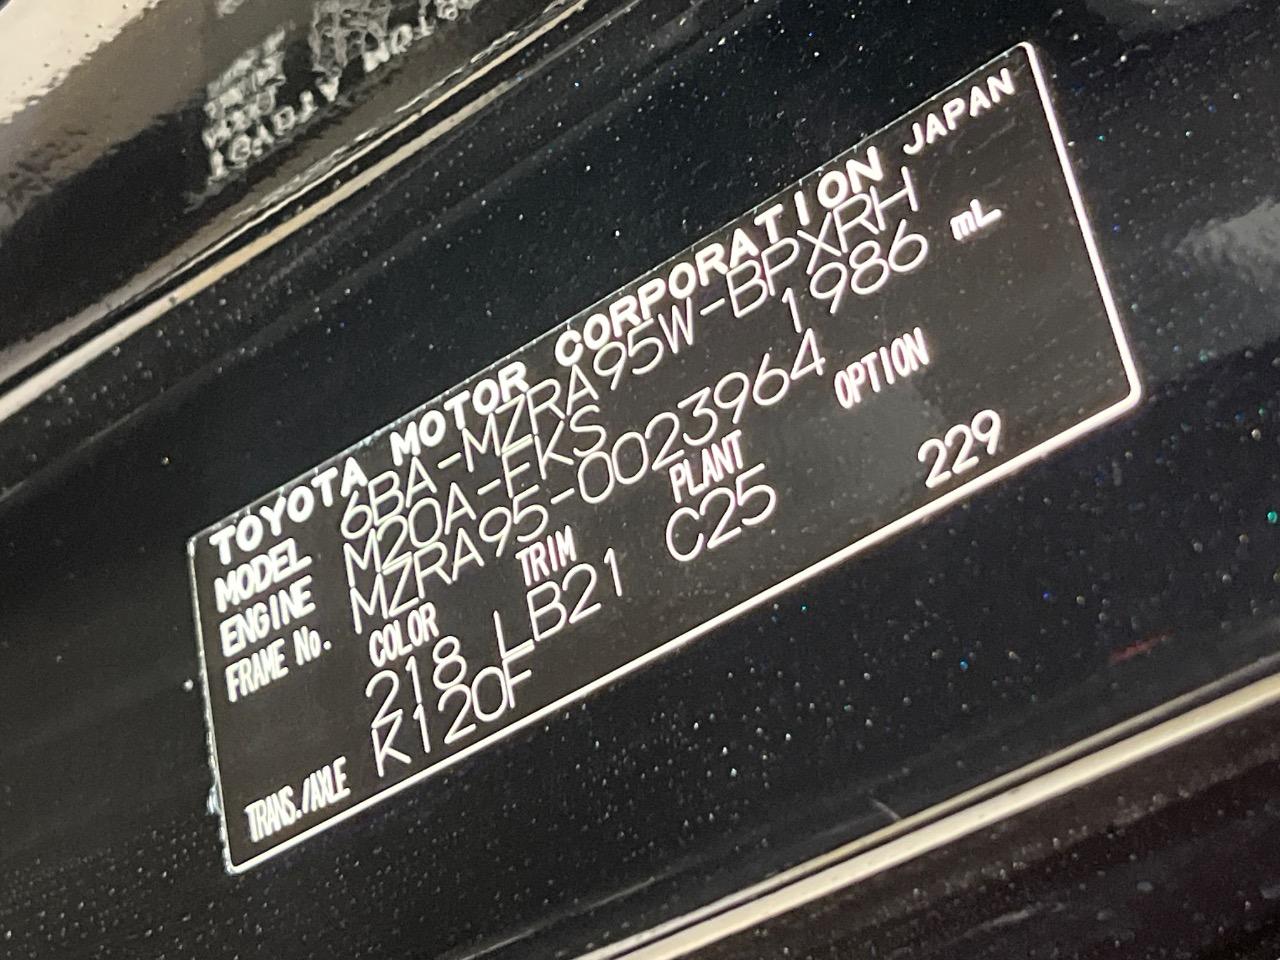 TOYOTA MOTOR CORPORATION JAPAN
MODEL 6BA-MZRA95W-BPXRH
ENGINE M20A-FKS 1986 mL
FRAME No. MZRA95-0023964
COLOR TRIM PLANT OPTION
218 LB21 C25 229
TRANS./AXLE K120F